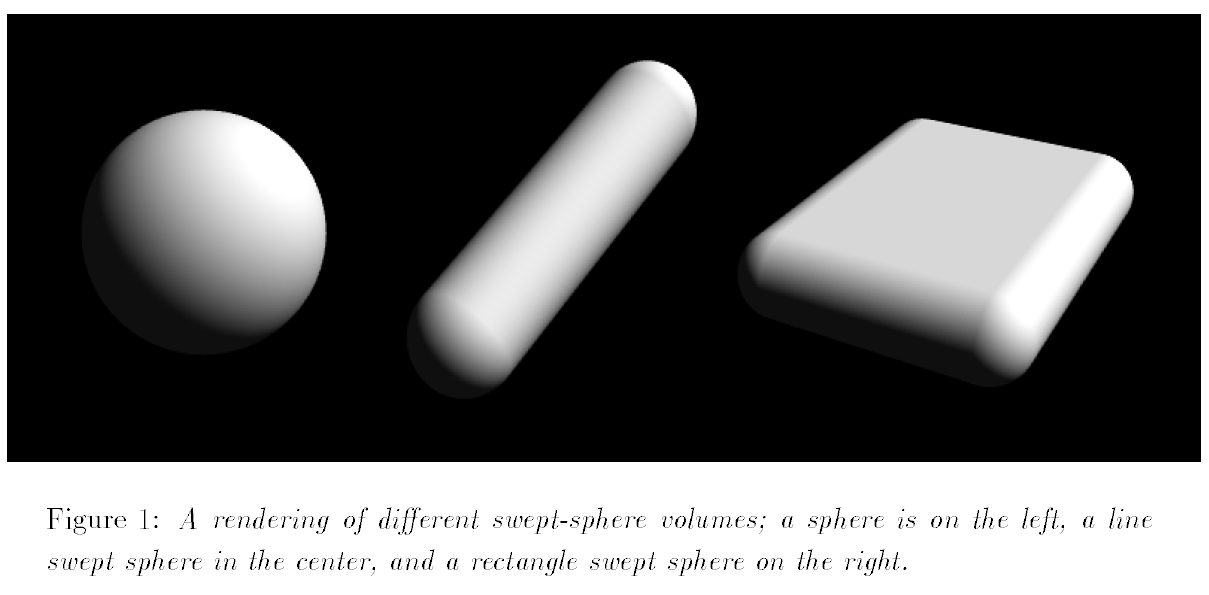 Figure 1: A rendering of different swept-sphere volumes; a sphere is on the left, a line
swept sphere in the center, and a rectangle swept sphere on the right.